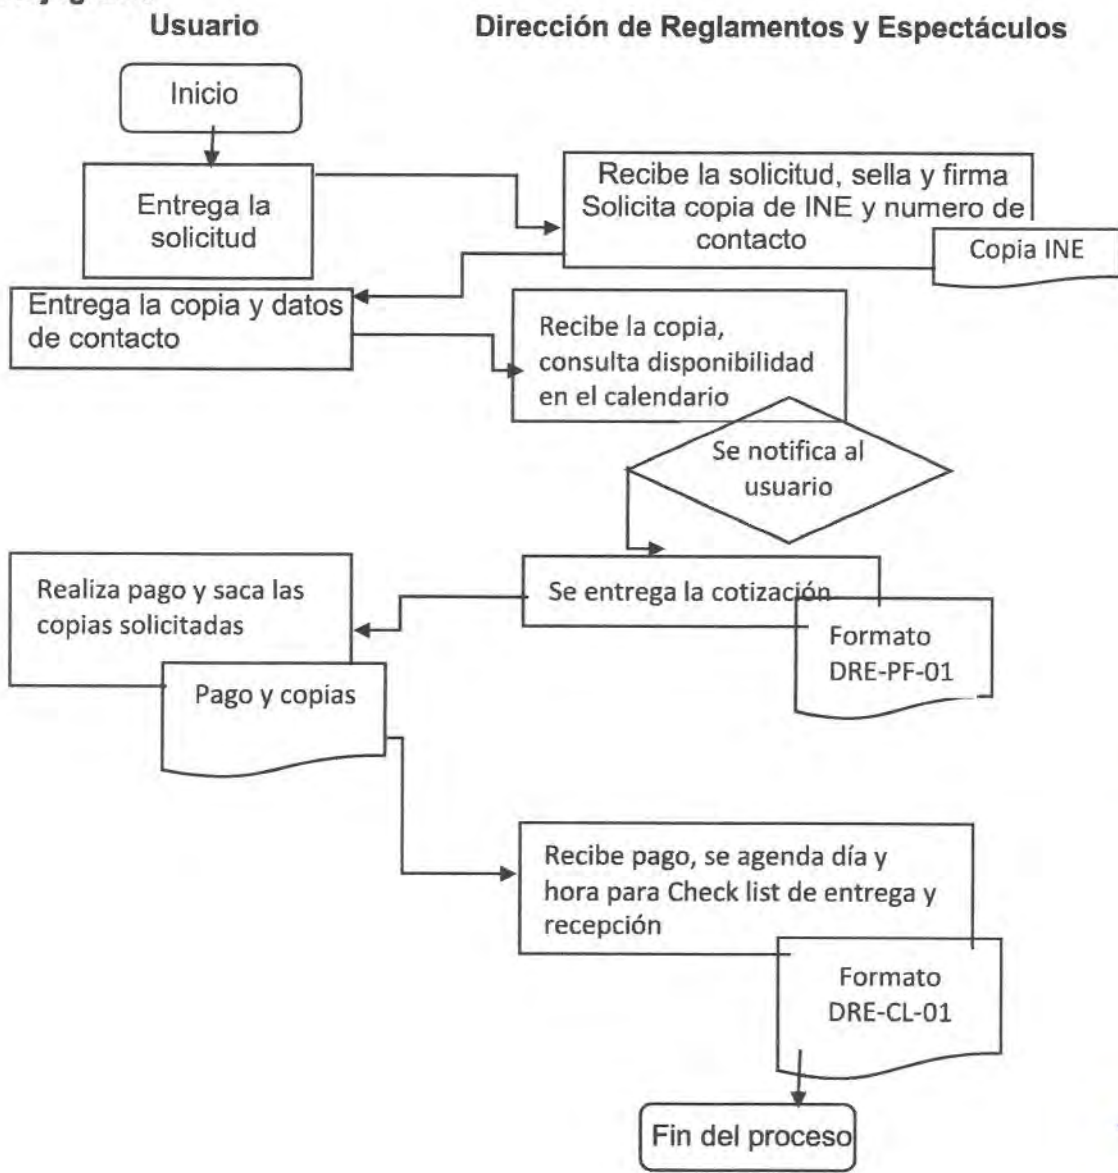 Usuario
Dirección de Reglamentos y Espectáculos
Inicio
Entrega la
solicitud
Recibe la solicitud, sella y firma
Solicita copia de INE y numero de
contacto
Copia INE
Entrega la copia y datos
de contacto
Recibe la copia,
consulta disponibilidad
en el calendario
Se notifica al
usuario
Se entrega la cotización
Formato
DRE-PF-01
Realiza pago y saca las
copias solicitadas
Pago y copias
Recibe pago, se agenda día y
hora para Check list de entrega y
recepción
Formato
DRE-CL-01
Fin del proceso